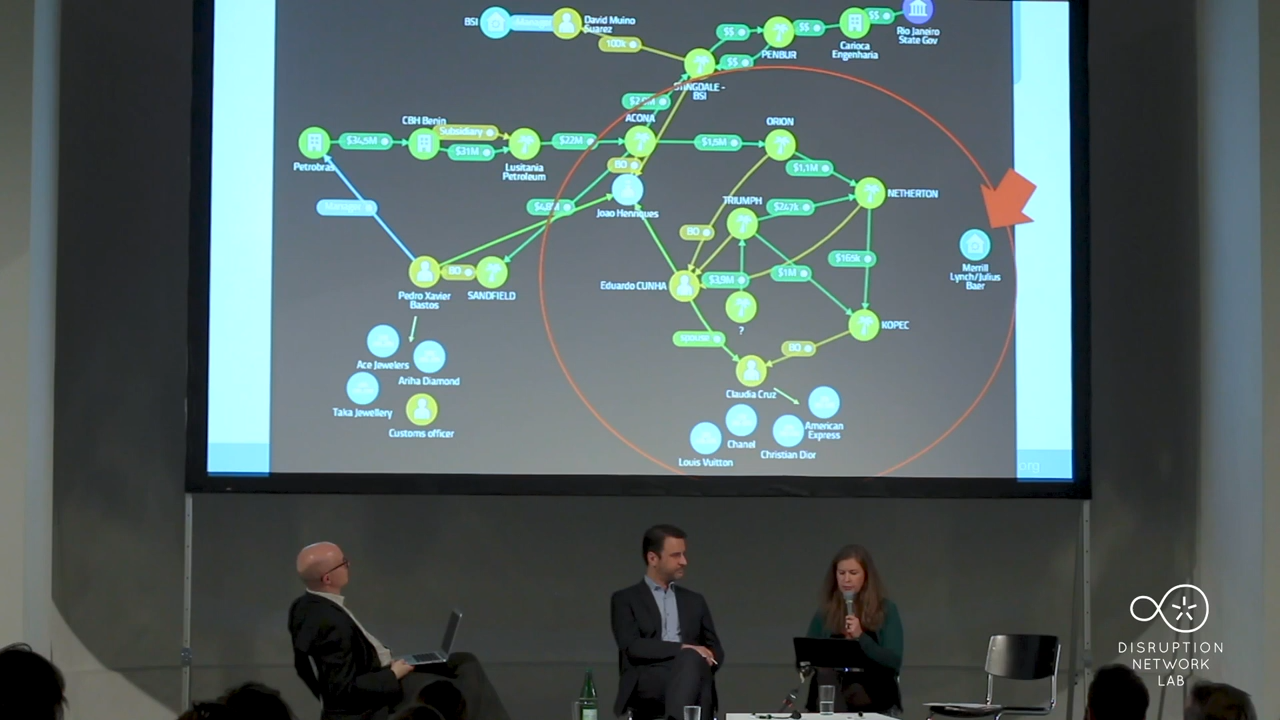 BSI
Manager
David Muino
Suarez
100k
$$
PENBUR
$$
Carioca
Engenharia
$$
Rio Janeiro
State Gov
$$
BSI
ACONA
ORION
Petrobras
$34,5M
CBH Benin
Subsidiary
$31M
Lusitania
Petroleum
$22M
$1,5M
$1,1M
BO
Joao Henriques
NETHERTON
Manager
TRIUMPH
$247k
BO
$165k
Merrill
Lynch/Julius
Baer
Pedro Xavier
Bastos
BO
SANDFIELD
Eduardo CUNHA
$3,9M
$1M
?
KOPEC
spouse
BO
Claudia Cruz
Ace Jewelers
Ariha Diamond
Taka Jewellery
Customs officer
American
Express
Chanel
Christian Dior
Louis Vuitton
org
DISRUPTION
NETWORK
LAB